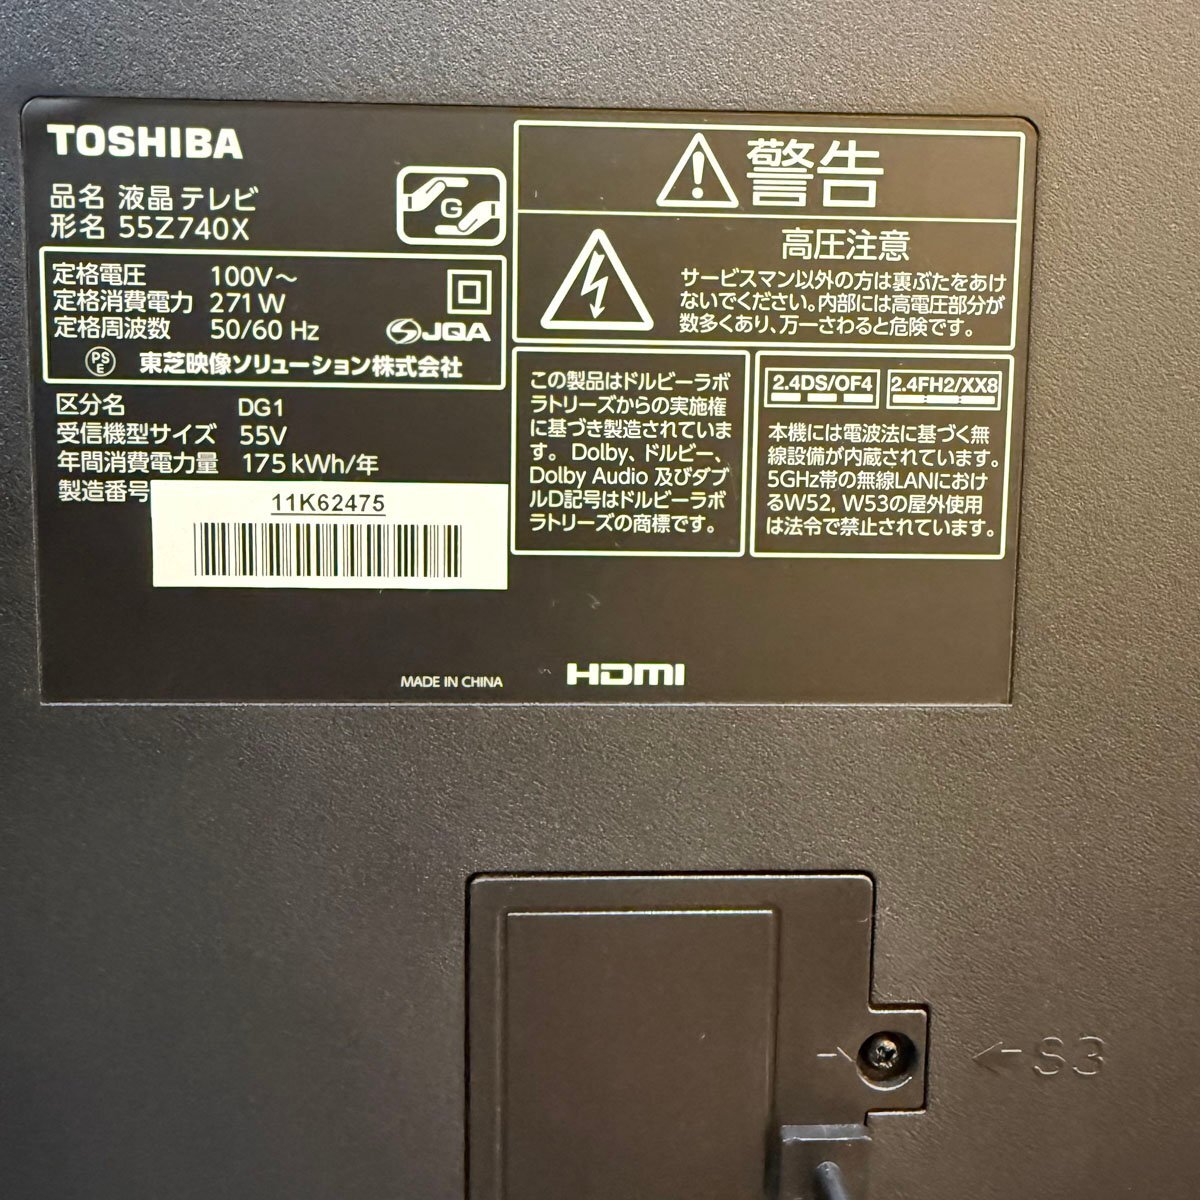 TOSHIBA
品名 液晶テレビ
形名 55Z740X
G
定格電圧 100V～
定格消費電力 271W
定格周波数 50/60 Hz
JQA
PS
E
東芝映像ソリューション株式会社
区分名 DG1
受信機型サイズ 55V
年間消費電力量 175kWh/年
製造番号
11K62475
警告
高圧注意
サービスマン以外の方は裏ぶたをあけ
ないでください。内部には高電圧部分が
数多くあり、万一さわると危険です。
この製品はドルビーラボ
ラトリーズからの実施権
に基づき製造されていま
す。Dolby、ドルビー、
Dolby Audio 及びダブ
ルD記号はドルビーラボ
ラトリーズの商標です。
2.4DS/OF4
2.4FH2/XX8
本機には電波法に基づく無
線設備が内蔵されています。
5GHz帯の無線LANにおけ
るW52, W53の屋外使用
は法令で禁止されています。
MADE IN CHINA
HDMI
←S3